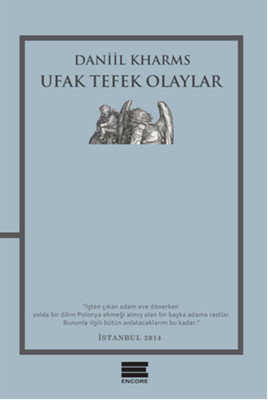 DANİİL KHARMS
UFAK TEFEK OLAYLAR
"İşten çıkan adam eve dönerken
yolda bir dilim Polonya ekmeği almış olan bir başka adama rastlar.
Bununla ilgili bütün anlatacaklarım bu kadar."
İSTANBUL 2014
ENCORE